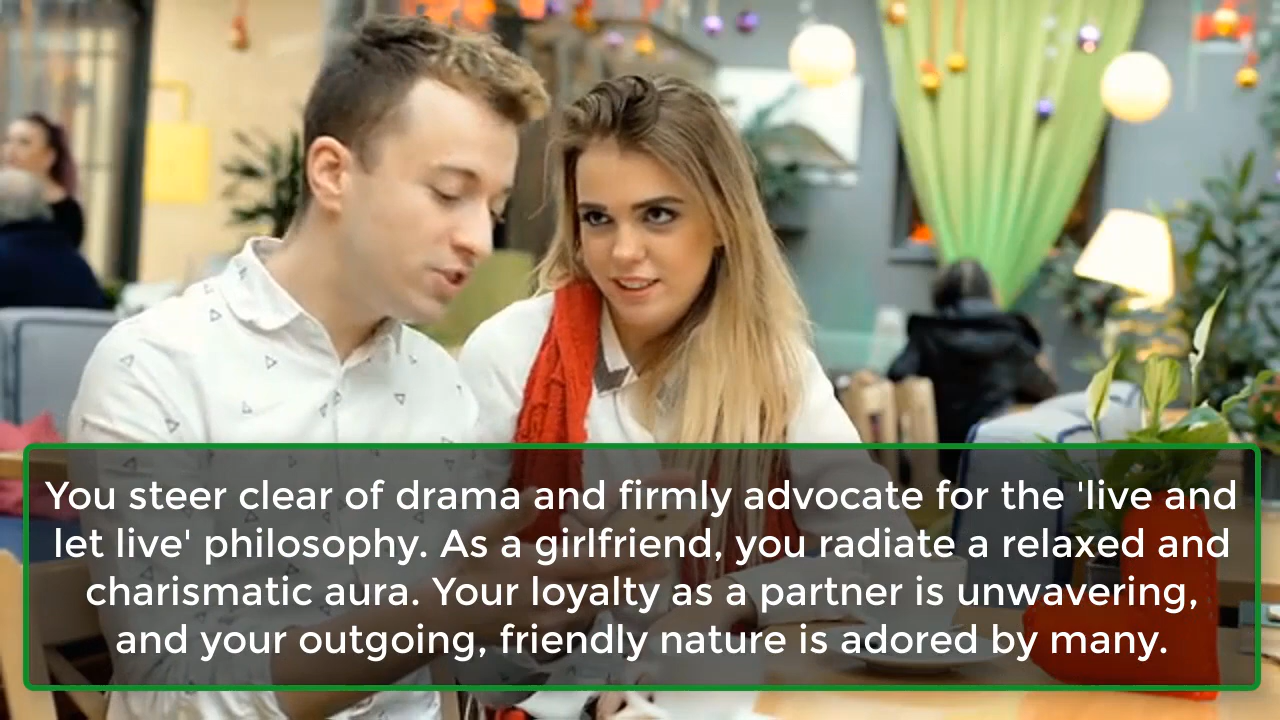 You steer clear of drama and firmly advocate for the 'live and
let live' philosophy. As a girlfriend, you radiate a relaxed and
charismatic aura. Your loyalty as a partner is unwavering,
and your outgoing, friendly nature is adored by many.